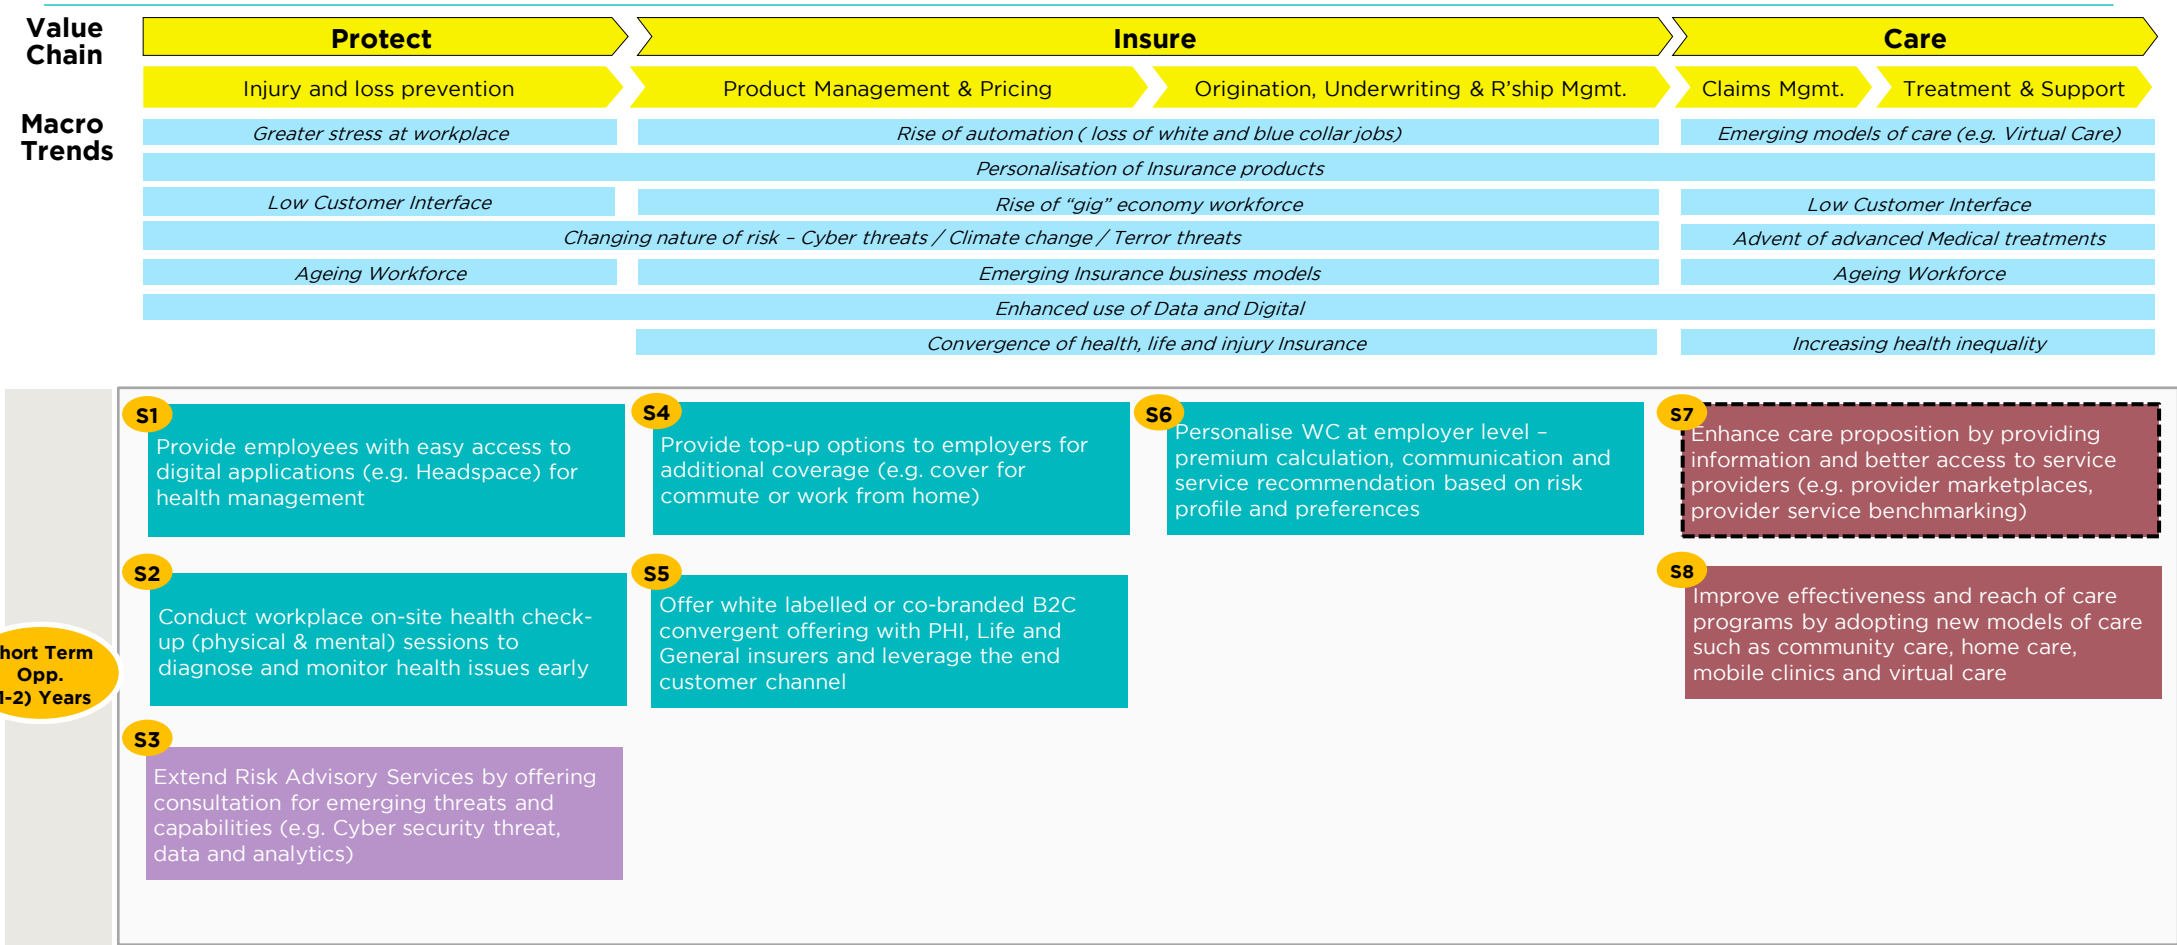 Value
Chain
Protect
Insure
Care
Injury and loss prevention
Product Management & Pricing
Origination, Underwriting & R'ship Mgmt.
Claims Mgmt.
Treatment & Support
Macro
Trends
Greater stress at workplace
Rise of automation ( loss of white and blue collar jobs)
Emerging models of care (e.g. Virtual Care)
Personalisation of Insurance products
Low Customer Interface
Rise of “gig” economy workforce
Low Customer Interface
Changing nature of risk – Cyber threats / Climate change / Terror threats
Advent of advanced Medical treatments
Ageing Workforce
Emerging Insurance business models
Ageing Workforce
Enhanced use of Data and Digital
Convergence of health, life and injury Insurance
Increasing health inequality
hort Term
Opp.
-2) Years
S1
Provide employees with easy access to
digital applications (e.g. Headspace) for
health management
S2
Conduct workplace on-site health check-
up (physical & mental) sessions to
diagnose and monitor health issues early
S3
Extend Risk Advisory Services by offering
consultation for emerging threats and
capabilities (e.g. Cyber security threat,
data and analytics)
S4
Provide top-up options to employers for
additional coverage (e.g. cover for
commute or work from home)
S5
Offer white labelled or co-branded B2C
convergent offering with PHI, Life and
General insurers and leverage the end
customer channel
S6
Personalise WC at employer level –
premium calculation, communication and
service recommendation based on risk
profile and preferences
S7
Enhance care proposition by providing
information and better access to service
providers (e.g. provider marketplaces,
provider service benchmarking)
S8
Improve effectiveness and reach of care
programs by adopting new models of care
such as community care, home care,
mobile clinics and virtual care